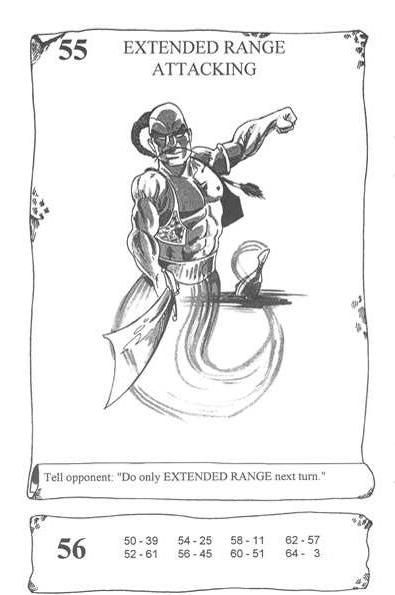 55
EXTENDED RANGE
ATTACKING
Tell opponent: "Do only EXTENDED RANGE next turn."
56
50 - 39 54 - 25 58 - 11 62 - 57
52 - 61 56 - 45 60 - 51 64 - 3